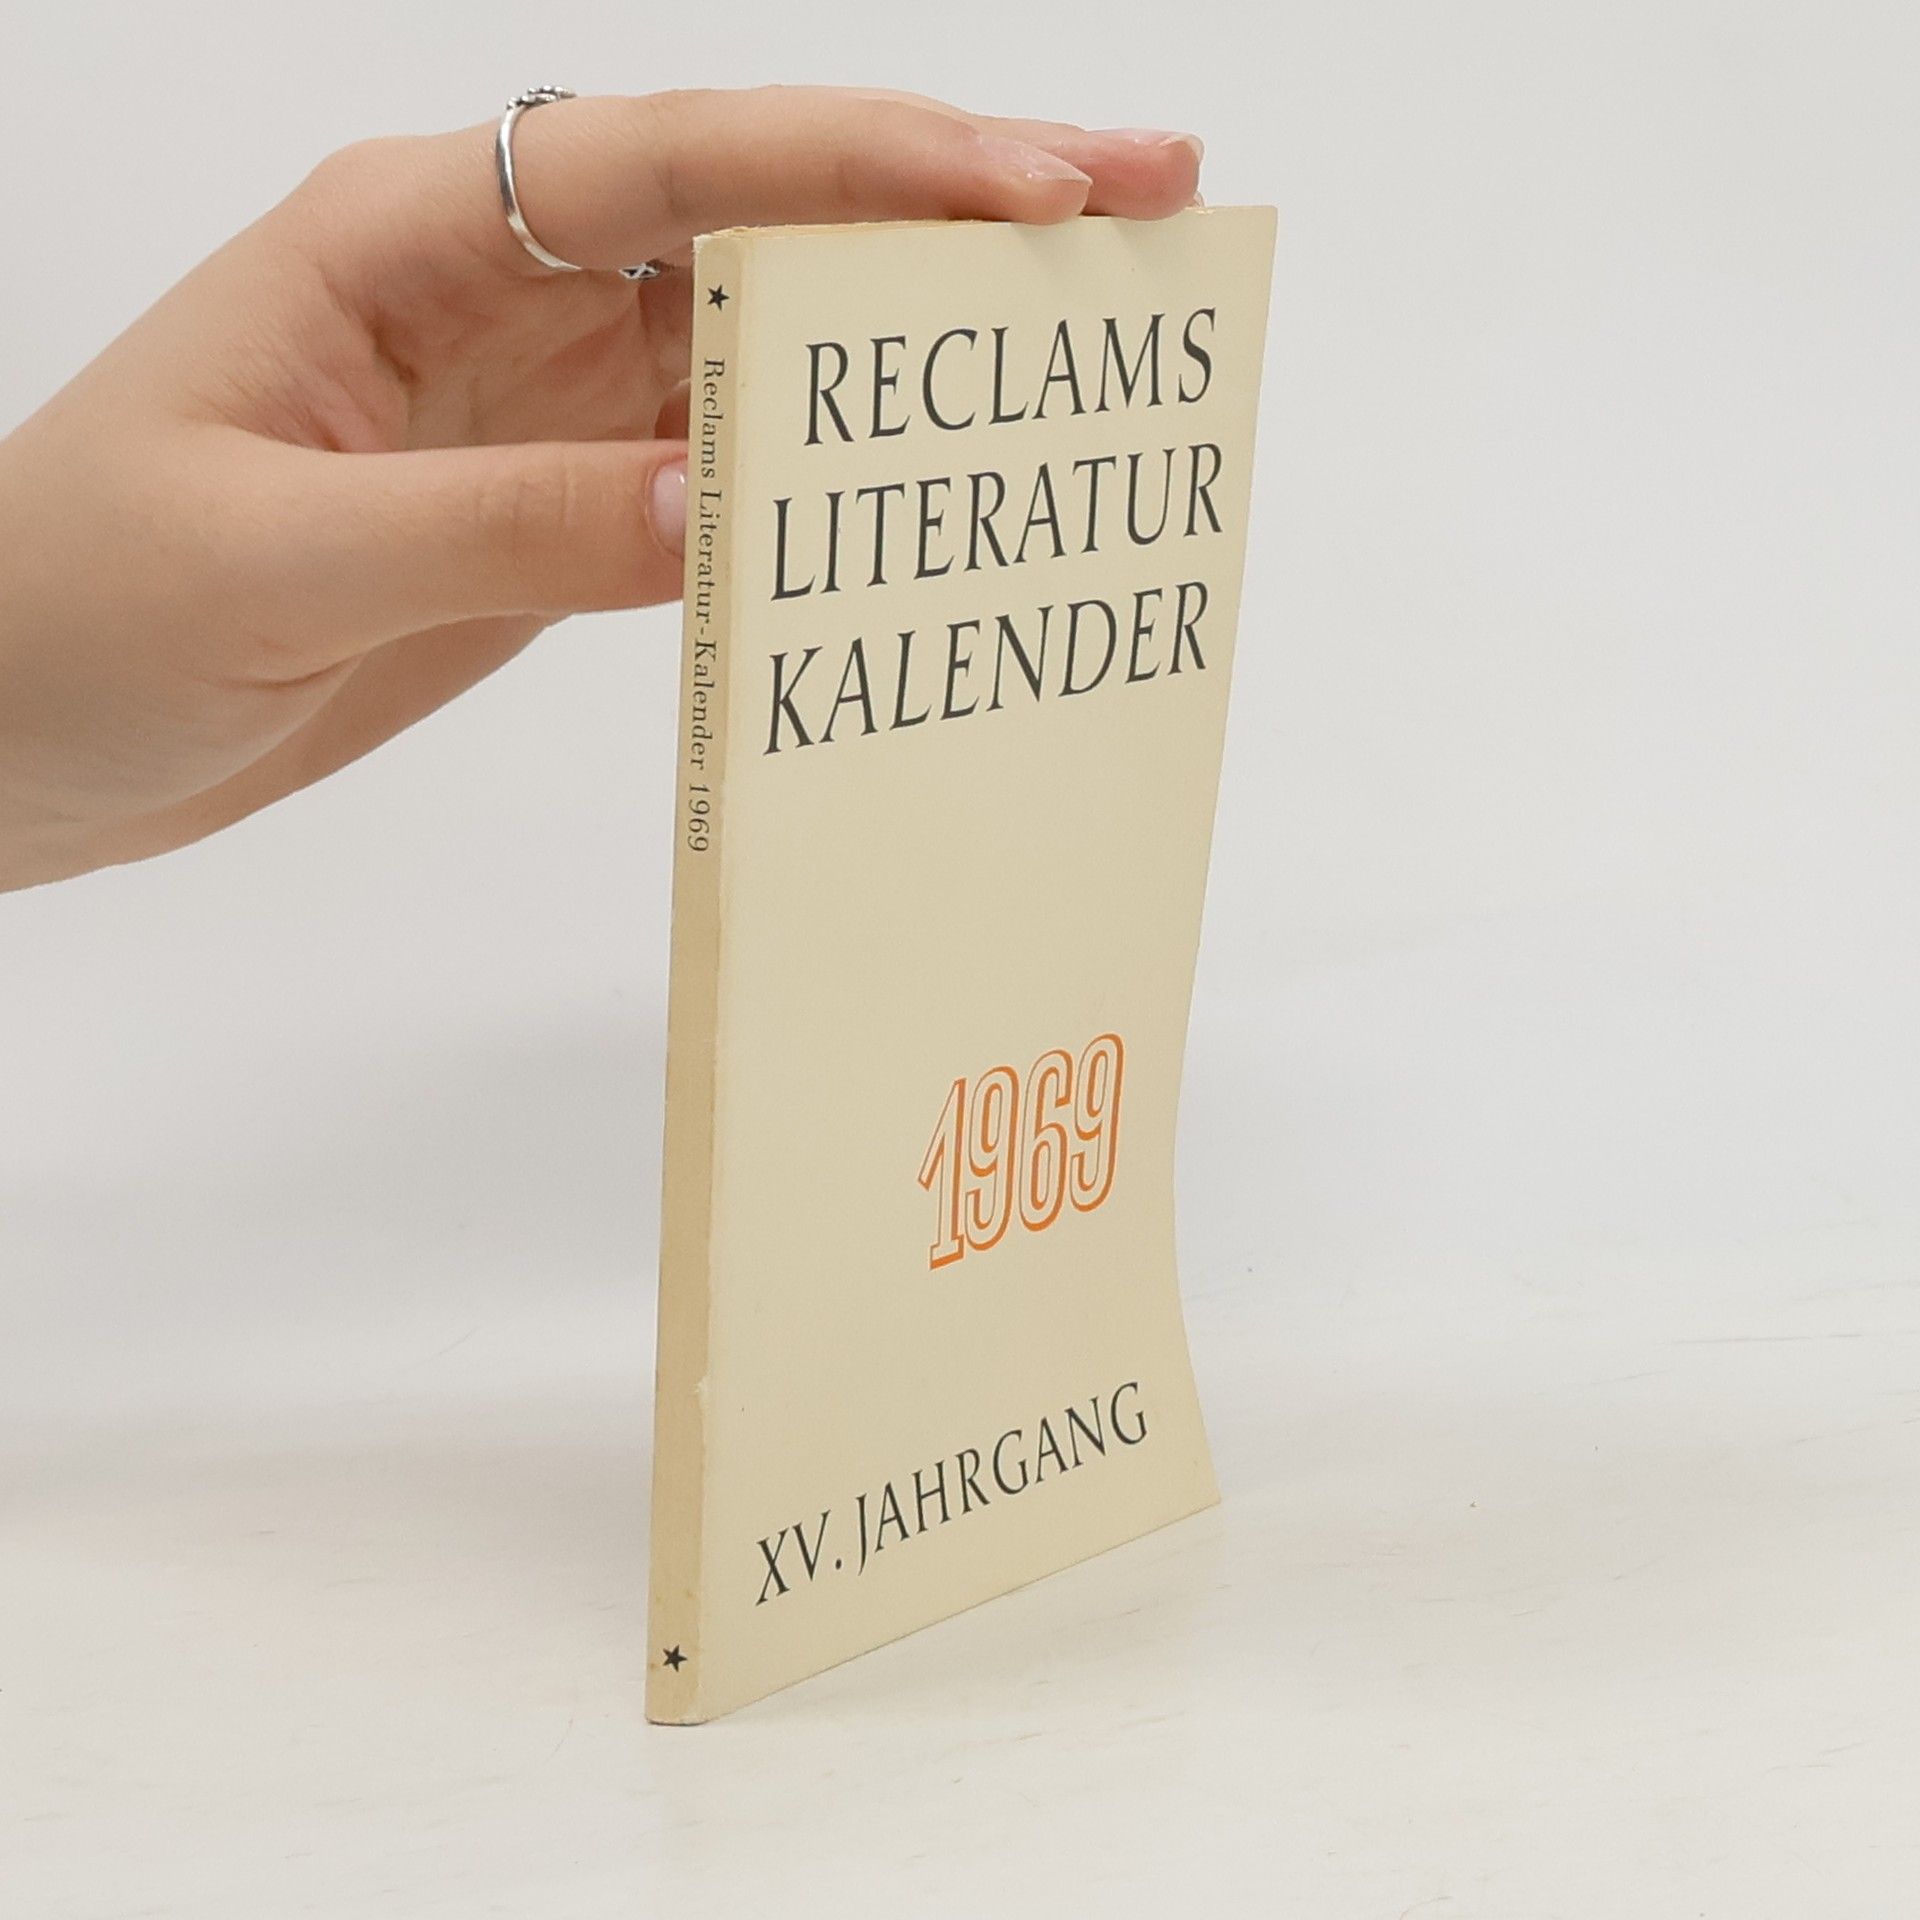 RECLAMS
LITERATUR
KALENDER
1969
XV. JAHRGANG
★ Reclams Literatur-Kalender 1969 ★